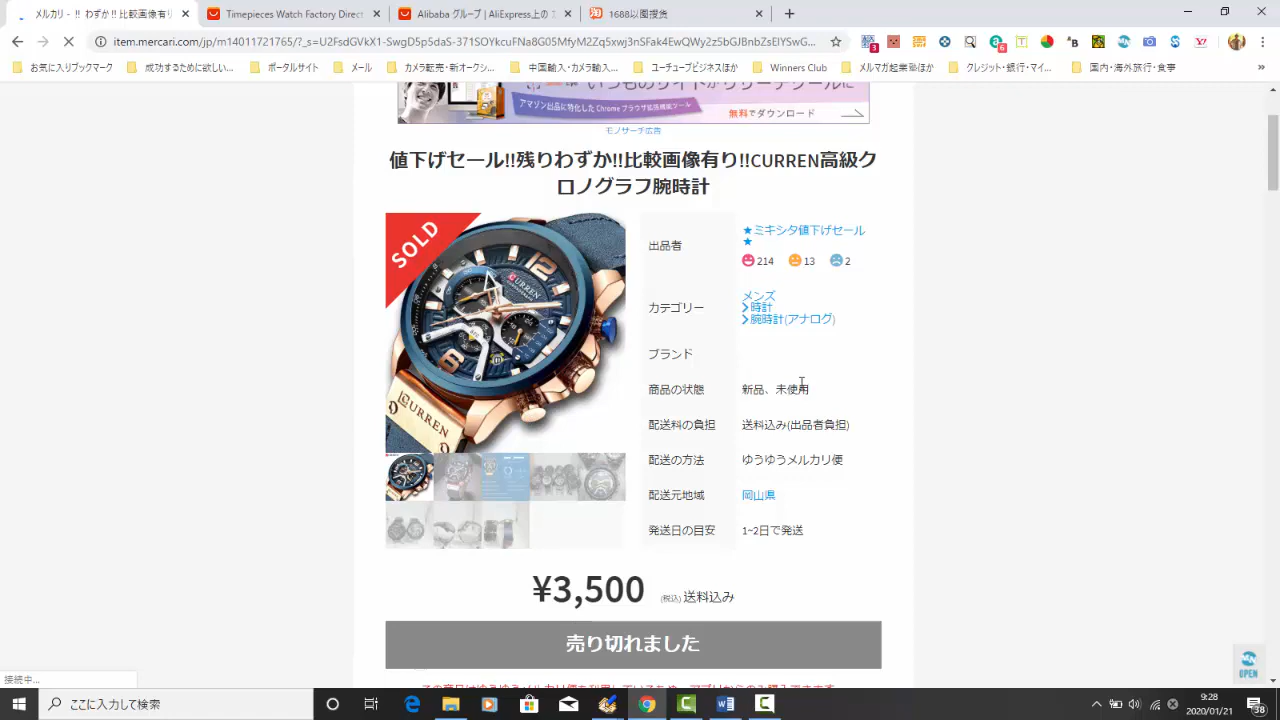 メルカリ - !! わずか!! 比較画像有り!
Timepieces Watch Factory Direct
Alibaba グループ | AliExpress上の
1688以图搜货
item.mercari.com/jp/m14011721765/
お気に入りブックマーク
成功するために欲しい...
ポータルサイト
メール
カメラ転売・新オークシ...
中国輸入・カメラ輸入...
ユーチューブビジネスほか
Winners Club
メルマガ起業塾ほか
クレジット・銀行・マイ...
国内・海外旅行・食事
アマゾン出品に特化した Chrome ブラウザ拡張機能ツール
無料でダウンロード
モノサーチ広告
値下げセール!!残りわずか!!比較画像有り!!CURREN高級ク
ロノグラフ腕時計
SOLD
CURREN
12
6
CURREN
出品者
★ミキシタ値下げセール
★
214 13 2
カテゴリー
メンズ
時計
腕時計(アナログ)
ブランド
商品の状態
新品、未使用
配送料の負担
送料込み(出品者負担)
配送の方法
ゆうゆうメルカリ便
配送元地域
岡山県
発送日の目安
1~2日で発送
¥3,500 (税込) 送料込み
売り切れました
接続中...
OPEN
ここに入力して検索
9:28
2020/01/21
38